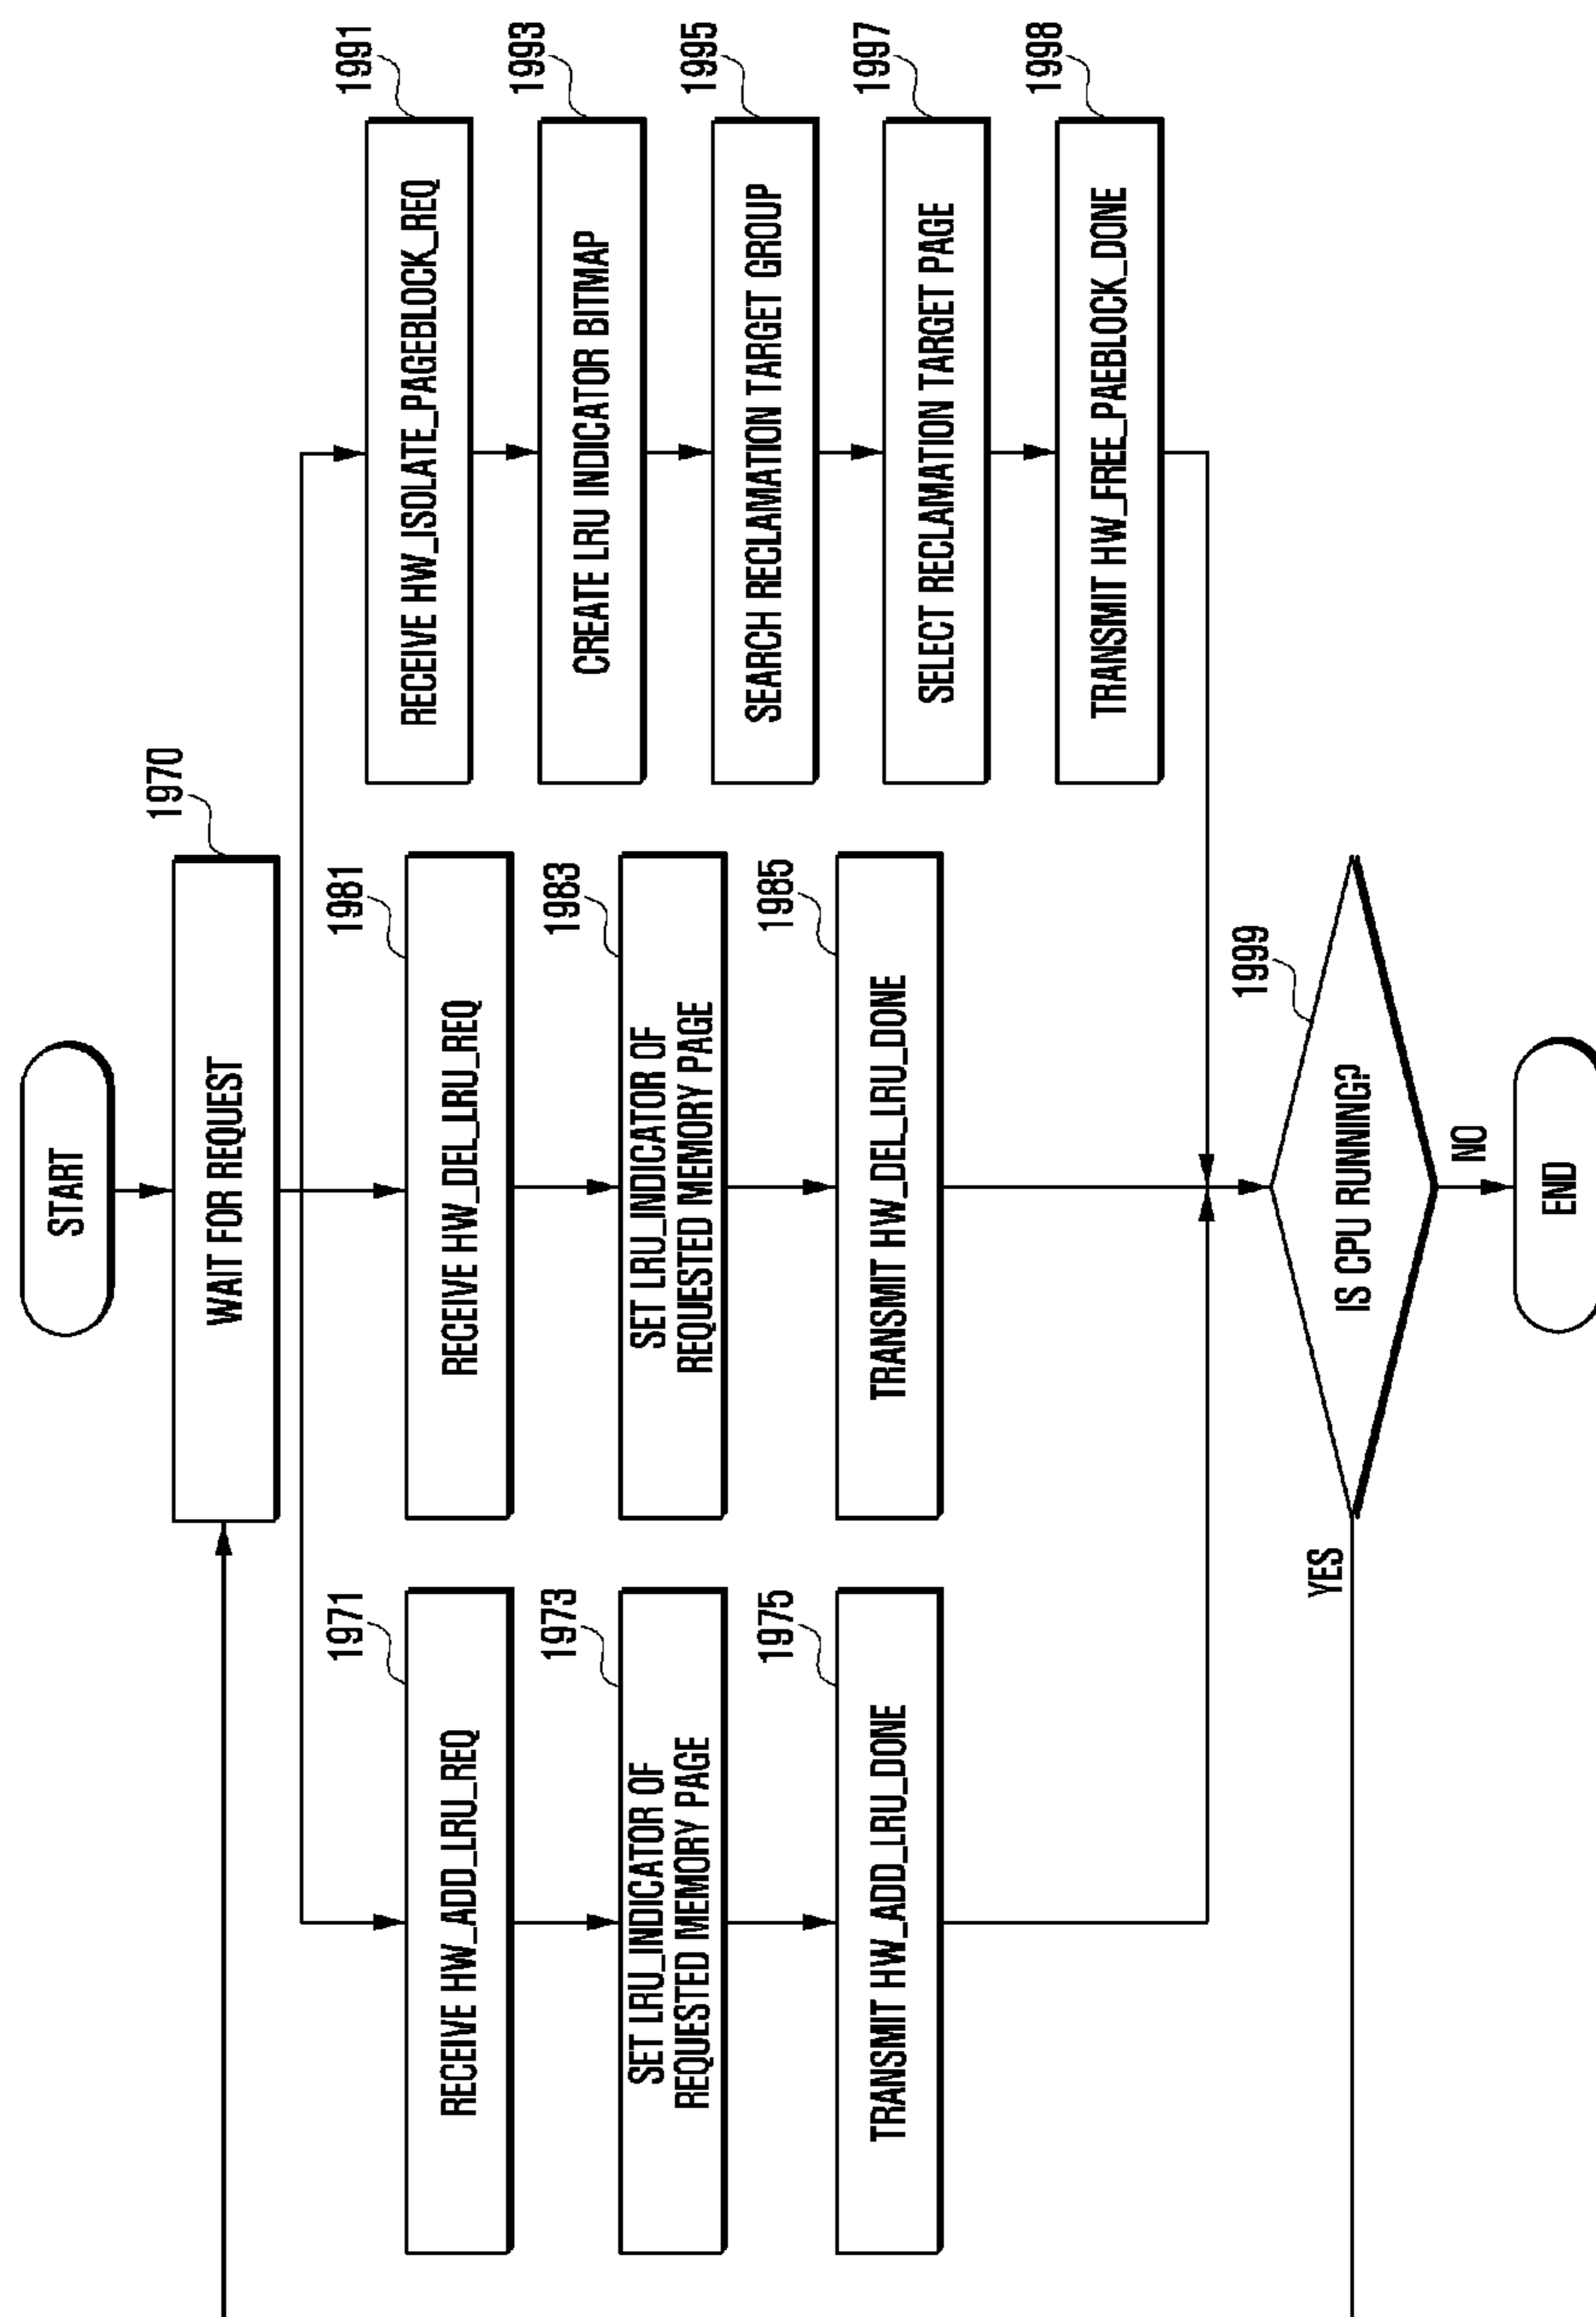 START
1970
WAIT FOR REQUEST
1971
RECEIVE HW_ADD_LRU_REQ
1973
SET LRU_INDICATOR OF
REQUESTED MEMORY PAGE
1975
TRANSMIT HW_ADD_LRU_DONE
1981
RECEIVE HW_DEL_LRU_REQ
1983
SET LRU_INDICATOR OF
REQUESTED MEMORY PAGE
1985
TRANSMIT HW_DEL_LRU_DONE
1991
RECEIVE HW_ISOLATE_PAGEBLOCK_REQ
1993
CREATE LRU INDICATOR BITMAP
1995
SEARCH RECLAMATION TARGET GROUP
1997
SELECT RECLAMATION TARGET PAGE
1998
TRANSMIT HW_FREE_PAEBLOCK_DONE
1999
IS CPU RUNNING?
YES
NO
END